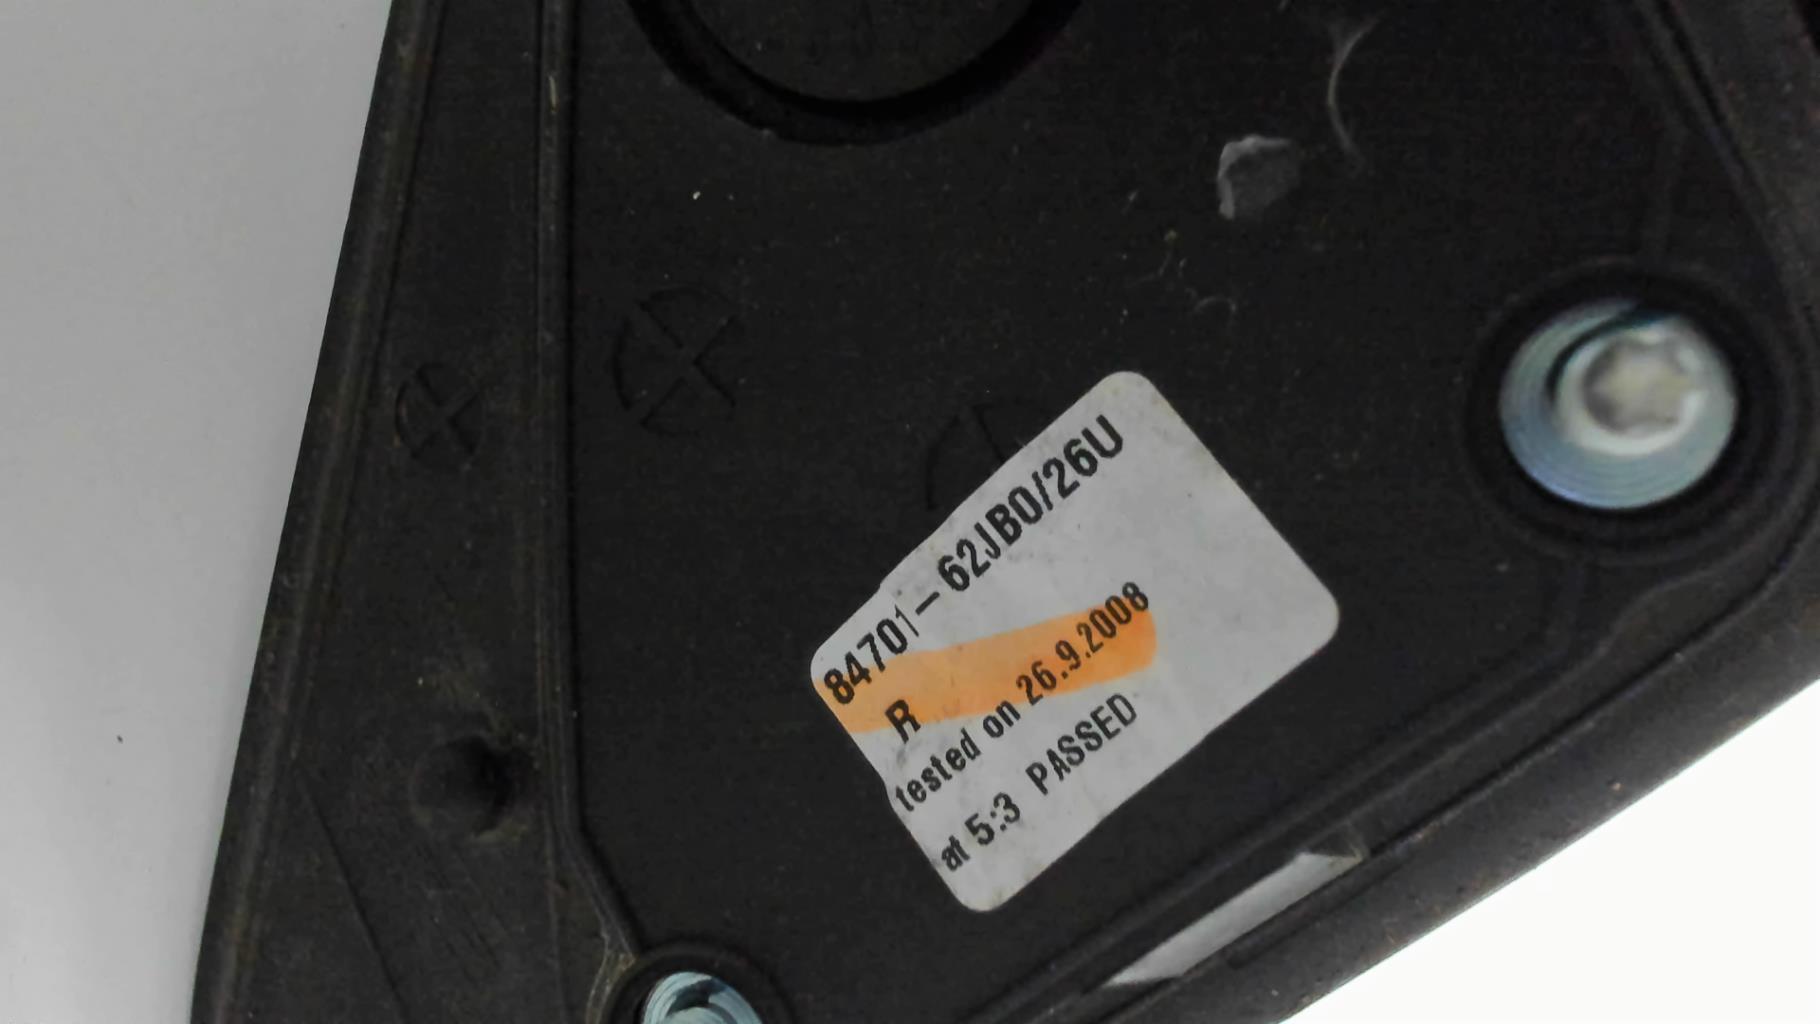 84701-62JB0/26U
R
tested on 26.9.2008
at 5:3 PASSED